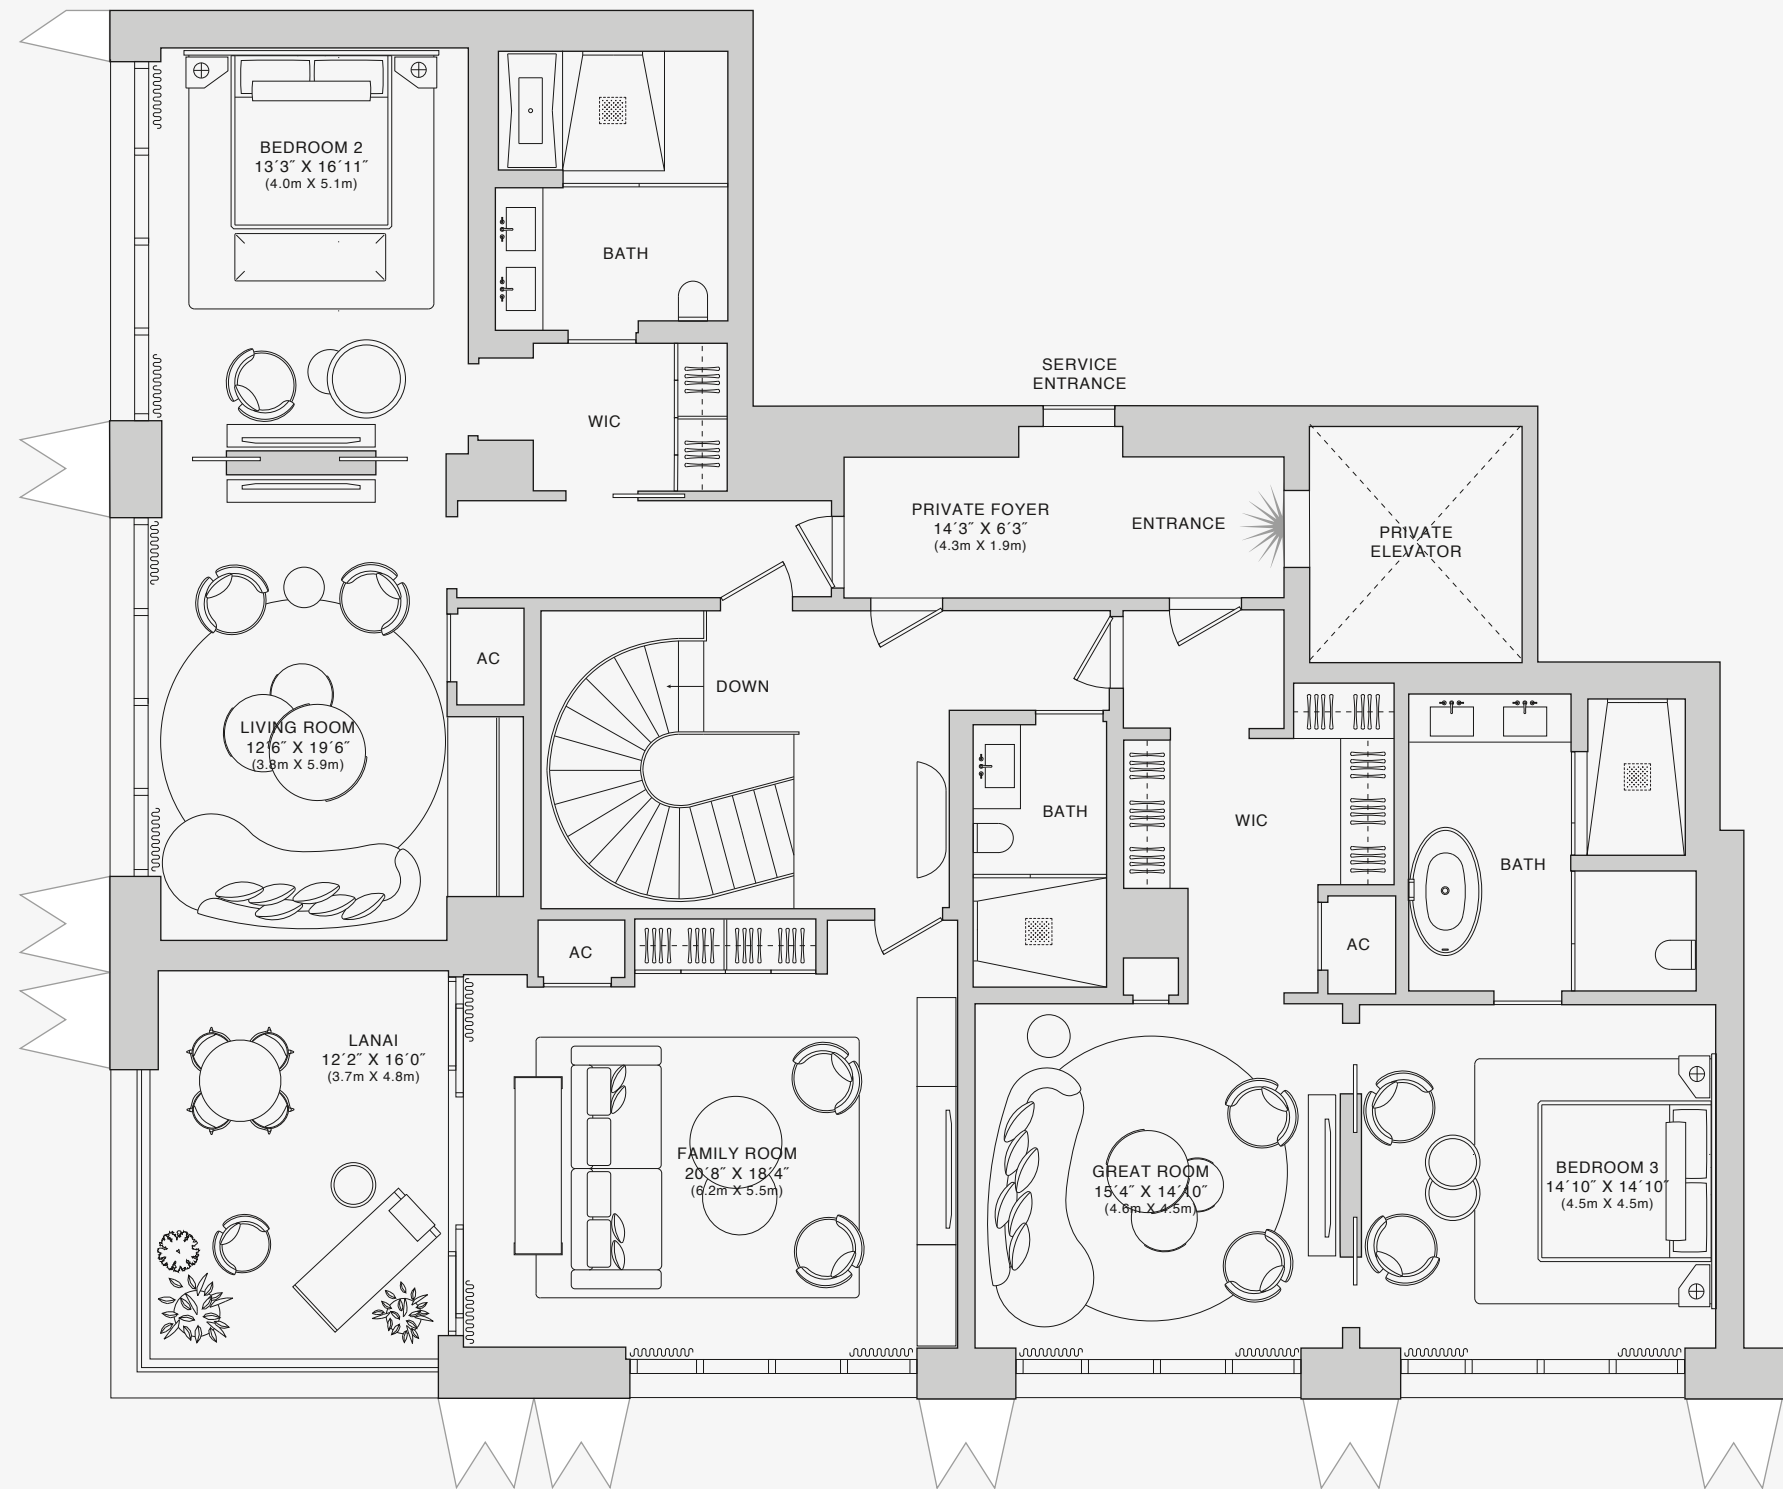 BEDROOM 2
13´3˝ X 16´11˝
(4.0m X 5.1m)
BATH
SERVICE
ENTRANCE
WIC
PRIVATE FOYER
14´3˝ X 6´3˝
(4.3m X 1.9m)
ENTRANCE
PRIVATE
ELEVATOR
AC
DOWN
LIVING ROOM
12´6˝ X 19´6˝
(3.8m X 5.9m)
BATH
WIC
BATH
AC
AC
LANAI
12´2˝ X 16´0˝
(3.7m X 4.8m)
FAMILY ROOM
20´8˝ X 18´4˝
(6.2m X 5.5m)
GREAT ROOM
15´4˝ X 14´10˝
(4.6m X 4.5m)
BEDROOM 3
14´10˝ X 14´10˝
(4.5m X 4.5m)